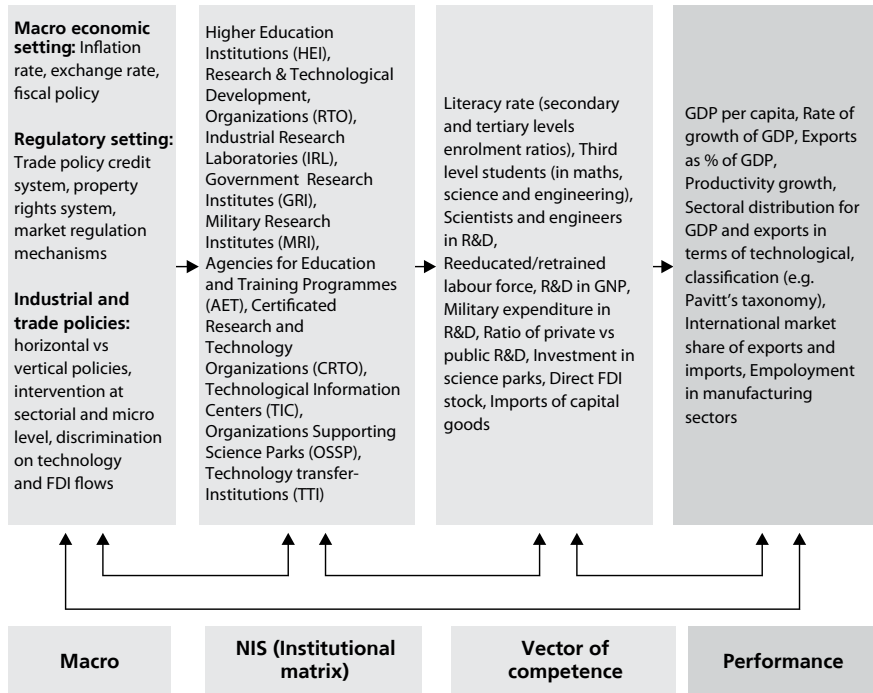 Macro economic
setting: Inflation
rate, exchange rate,
fiscal policy
Regulatory setting:
Trade policy credit
system, property
rights system,
market regulation
mechanisms
Industrial and
trade policies:
horizontal vs
vertical policies,
intervention at
sectorial and micro
level, discrimination
on technology
and FDI flows
Higher Education
Institutions (HEI),
Research & Technological
Development,
Organizations (RTO),
Industrial Research
Laboratories (IRL),
Government Research
Institutes (GRI),
Military Research
Institutes (MRI),
Agencies for Education
and Training Programmes
(AET), Certificated
Research and
Technology
Organizations (CRTO),
Technological Information
Centers (TIC),
Organizations Supporting
Science Parks (OSSP),
Technology transfer-
Institutions (TTI)
Literacy rate (secondary
and tertiary levels
enrolment ratios), Third
level students (in maths,
science and engineering),
Scientists and engineers
in R&D,
Reeducated/retrained
labour force, R&D in GNP,
Military expenditure in
R&D, Ratio of private vs
public R&D, Investment in
science parks, Direct FDI
stock, Imports of capital
goods
GDP per capita, Rate of
growth of GDP, Exports
as % of GDP,
Productivity growth,
Sectoral distribution for
GDP and exports in
terms of technological,
classification (e.g.
Pavitt's taxonomy),
International market
share of exports and
imports, Empoloyment
in manufacturing
sectors
Macro
NIS (Institutional
matrix)
Vector of
competence
Performance